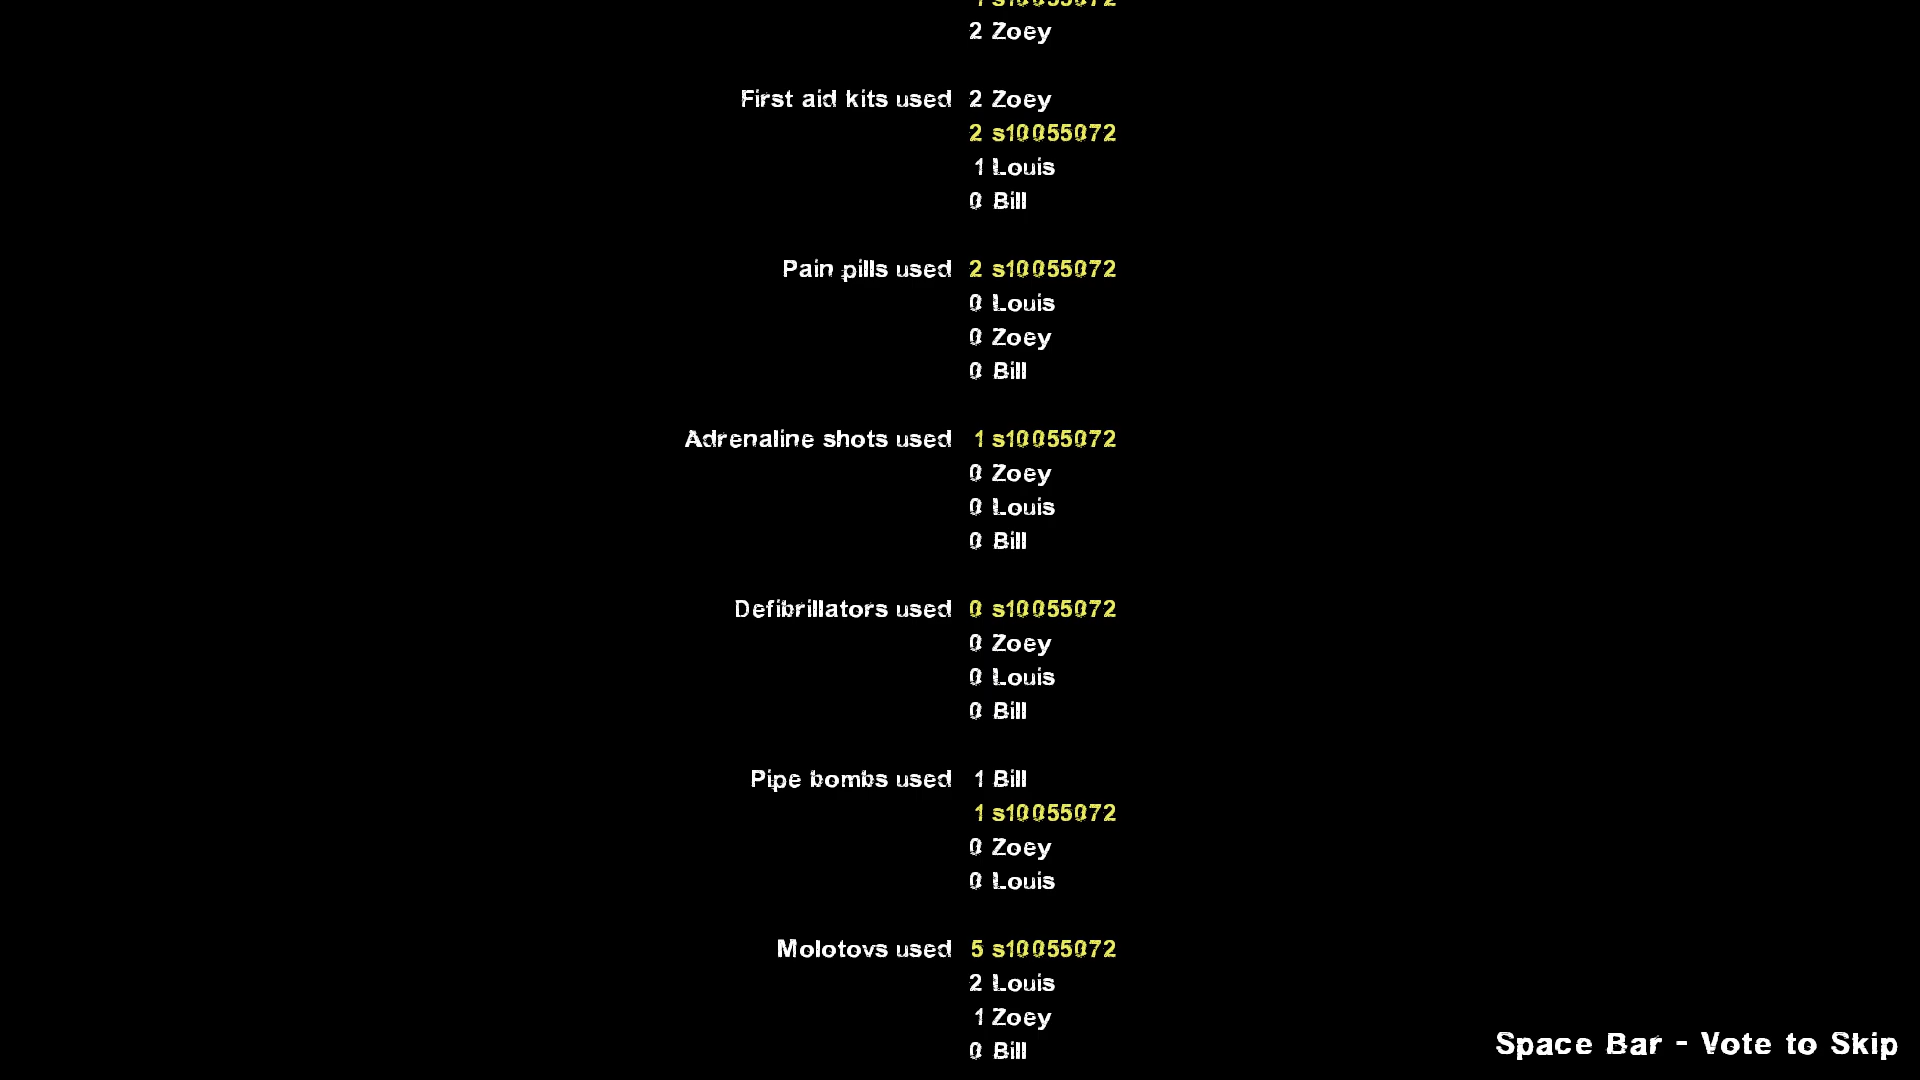 1 s10055072
2 Zoey
First aid kits used 2 Zoey
2 s10055072
1 Louis
0 Bill
Pain pills used 2 s10055072
0 Louis
0 Zoey
0 Bill
Adrenaline shots used 1 s10055072
0 Zoey
0 Louis
0 Bill
Defibrillators used 0 s10055072
0 Zoey
0 Louis
0 Bill
Pipe bombs used 1 Bill
1 s10055072
0 Zoey
0 Louis
Molotovs used 5 s10055072
2 Louis
1 Zoey
0 Bill
Space Bar - Vote to Skip